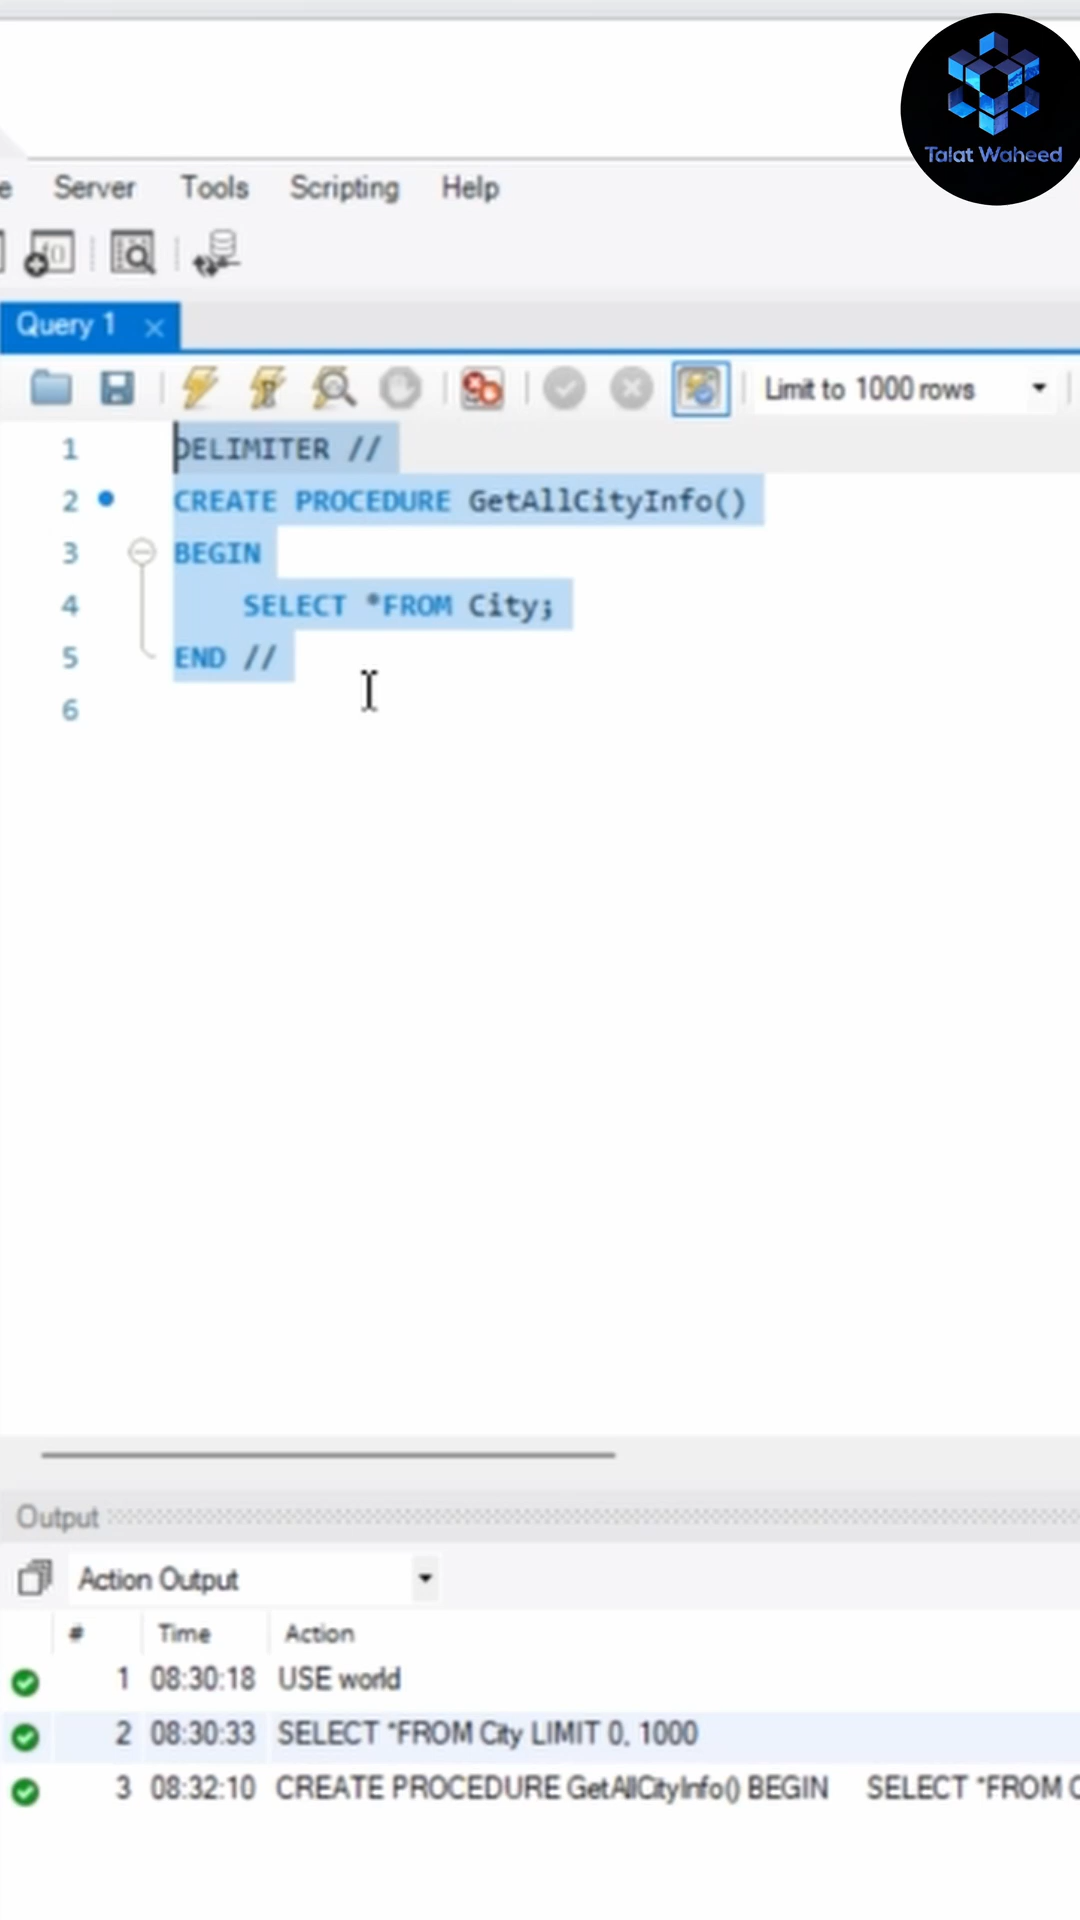 Talat Waheed
Server Tools Scripting Help
Query 1
Limit to 1000 rows
1 DELIMITER //
2 CREATE PROCEDURE GetAllCityInfo()
3 BEGIN
4 SELECT *FROM City;
5 END //
6
Output
Action Output
# Time Action
1 08:30:18 USE world
2 08:30:33 SELECT *FROM City LIMIT 0, 1000
3 08:32:10 CREATE PROCEDURE GetAllCityInfo() BEGIN SELECT *FROM